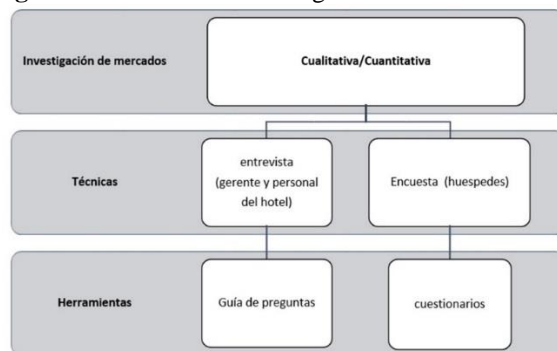 Investigación de mercados
Cualitativa/Cuantitativa
Técnicas
entrevista
(gerente y personal
del hotel)
Encuesta (huespedes)
Herramientas
Guía de preguntas
cuestionarios